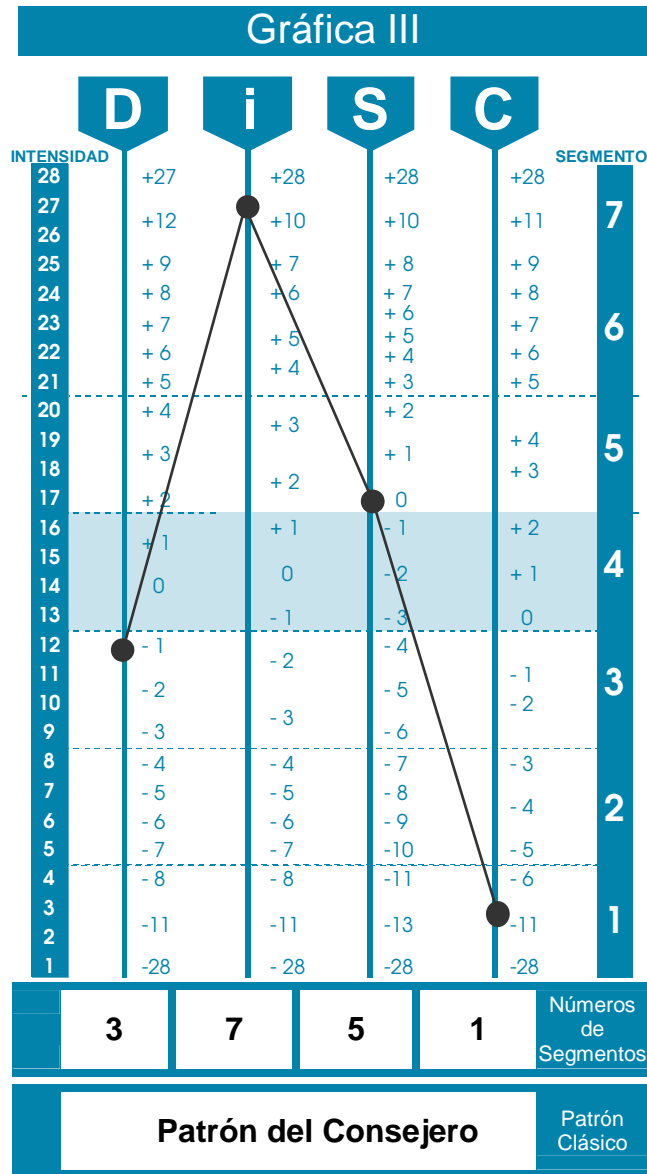 Gráfica III
D i S C
INTENSIDAD SEGMENTO
28 +27 +28 +28 +28
27
+12 +10 +10 +11 7
26
25 + 9 + 7 + 8 + 9
24 + 8 + 6 + 7 + 8
+ 6
23 + 7 + 5 + 5 + 7 6
22 + 6 + 4 + 4 + 6
21 + 5 + 3 + 5
20 + 4 + 3 + 2
19 + 3 + 1 + 4 5
18 + 2 + 3
17 + 2 0
16 + 1 + 1 - 1 + 2
15
14 0 0 - 2 + 1 4
13 - 1 - 3 0
12 - 1 - 2 - 4
11 - 2 - 5 - 1 3
10 - 3 - 2
9 - 3 - 6
8 - 4 - 4 - 7 - 3
7 - 5 - 5 - 8
6 - 6 - 6 - 9 - 4 2
5 - 7 - 7 -10 - 5
4 - 8 - 8 -11 - 6
3
-11 -11 -13 -11 1
2
1 -28 - 28 -28 -28
3 7 5 1 Números
de
Segmentos
Patrón del Consejero Patrón
Clásico